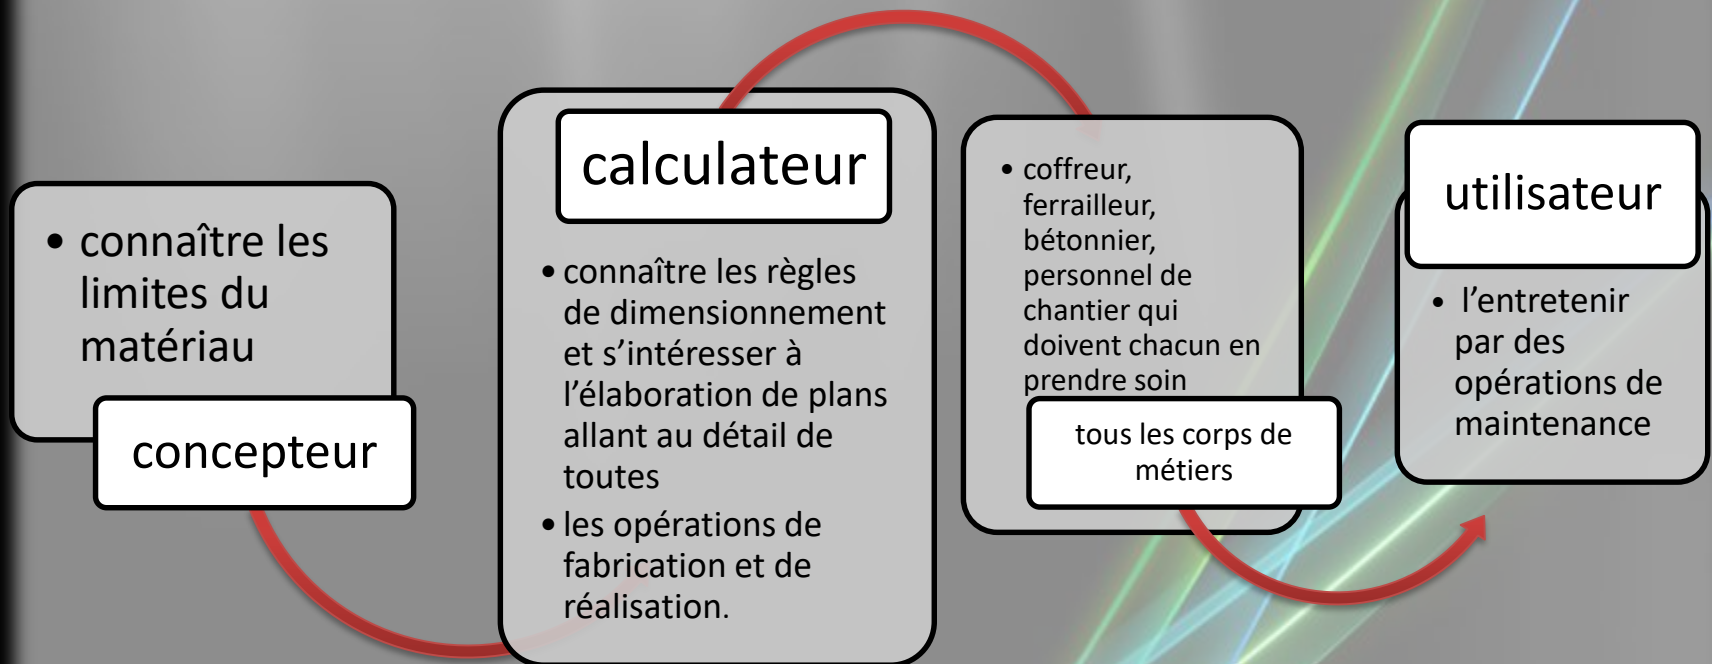 • connaître les
limites du
matériau
concepteur
calculateur
• connaître les règles
de dimensionnement
et s’intéresser à
l’élaboration de plans
allant au détail de
toutes
• les opérations de
fabrication et de
réalisation.
• coffreur,
ferrailleur,
bétonnier,
personnel de
chantier qui
doivent chacun en
prendre soin
tous les corps de
métiers
utilisateur
• l’entretenir
par des
opérations de
maintenance